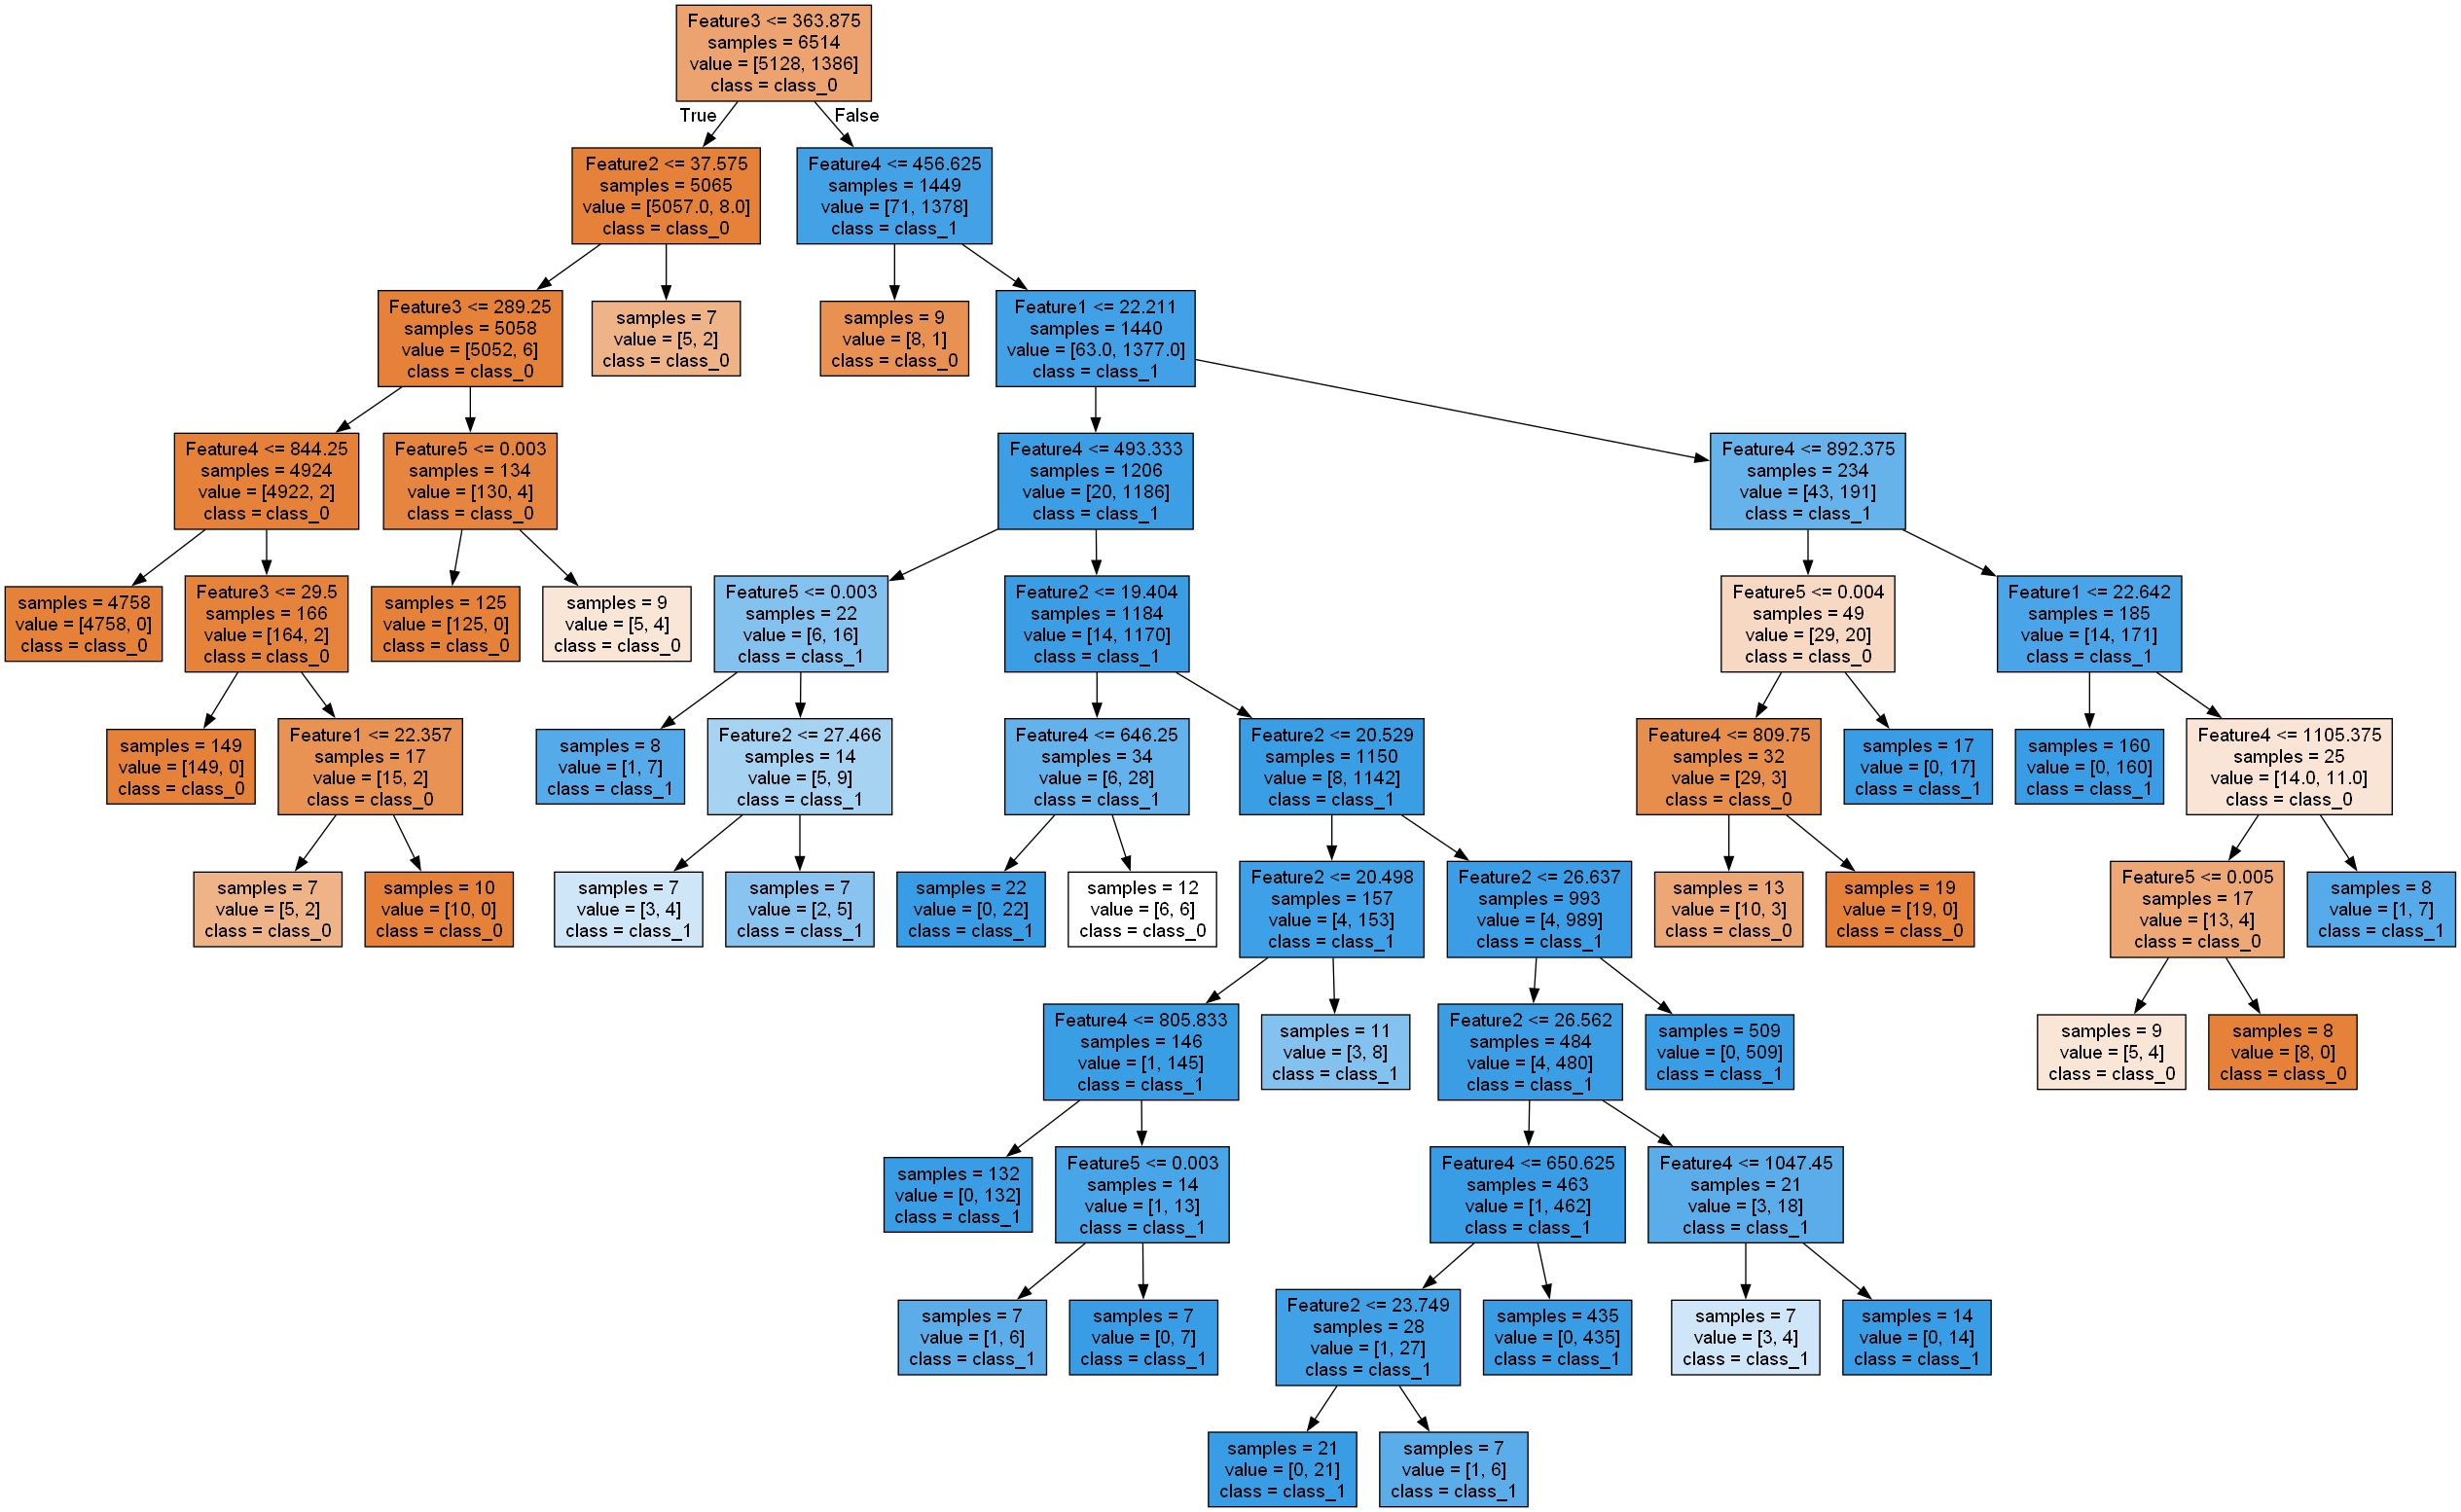 Feature3 <= 363.875
samples = 6514
value = [5128, 1386]
class = class_0
True
False
Feature2 <= 37.575
samples = 5065
value = [5057.0, 8.0]
class = class_0
Feature4 <= 456.625
samples = 1449
value = [71, 1378]
class = class_1
Feature3 <= 289.25
samples = 5058
value = [5052, 6]
class = class_0
samples = 7
value = [5, 2]
class = class_0
samples = 9
value = [8, 1]
class = class_0
Feature1 <= 22.211
samples = 1440
value = [63.0, 1377.0]
class = class_1
Feature4 <= 844.25
samples = 4924
value = [4922, 2]
class = class_0
Feature5 <= 0.003
samples = 134
value = [130, 4]
class = class_0
Feature4 <= 493.333
samples = 1206
value = [20, 1186]
class = class_1
Feature4 <= 892.375
samples = 234
value = [43, 191]
class = class_1
samples = 4758
value = [4758, 0]
class = class_0
Feature3 <= 29.5
samples = 166
value = [164, 2]
class = class_0
samples = 125
value = [125, 0]
class = class_0
samples = 9
value = [5, 4]
class = class_0
Feature5 <= 0.003
samples = 22
value = [6, 16]
class = class_1
Feature2 <= 19.404
samples = 1184
value = [14, 1170]
class = class_1
Feature5 <= 0.004
samples = 49
value = [29, 20]
class = class_0
Feature1 <= 22.642
samples = 185
value = [14, 171]
class = class_1
samples = 149
value = [149, 0]
class = class_0
Feature1 <= 22.357
samples = 17
value = [15, 2]
class = class_0
samples = 8
value = [1, 7]
class = class_1
Feature2 <= 27.466
samples = 14
value = [5, 9]
class = class_1
Feature4 <= 646.25
samples = 34
value = [6, 28]
class = class_1
Feature2 <= 20.529
samples = 1150
value = [8, 1142]
class = class_1
Feature4 <= 809.75
samples = 32
value = [29, 3]
class = class_0
samples = 17
value = [0, 17]
class = class_1
samples = 160
value = [0, 160]
class = class_1
Feature4 <= 1105.375
samples = 25
value = [14.0, 11.0]
class = class_0
samples = 7
value = [5, 2]
class = class_0
samples = 10
value = [10, 0]
class = class_0
samples = 7
value = [3, 4]
class = class_1
samples = 7
value = [2, 5]
class = class_1
samples = 22
value = [0, 22]
class = class_1
samples = 12
value = [6, 6]
class = class_0
Feature2 <= 20.498
samples = 157
value = [4, 153]
class = class_1
Feature2 <= 26.637
samples = 993
value = [4, 989]
class = class_1
samples = 13
value = [10, 3]
class = class_0
samples = 19
value = [19, 0]
class = class_0
Feature5 <= 0.005
samples = 17
value = [13, 4]
class = class_0
samples = 8
value = [1, 7]
class = class_1
Feature4 <= 805.833
samples = 146
value = [1, 145]
class = class_1
samples = 11
value = [3, 8]
class = class_1
Feature2 <= 26.562
samples = 484
value = [4, 480]
class = class_1
samples = 509
value = [0, 509]
class = class_1
samples = 9
value = [5, 4]
class = class_0
samples = 8
value = [8, 0]
class = class_0
samples = 132
value = [0, 132]
class = class_1
Feature5 <= 0.003
samples = 14
value = [1, 13]
class = class_1
Feature4 <= 650.625
samples = 463
value = [1, 462]
class = class_1
Feature4 <= 1047.45
samples = 21
value = [3, 18]
class = class_1
samples = 7
value = [1, 6]
class = class_1
samples = 7
value = [0, 7]
class = class_1
Feature2 <= 23.749
samples = 28
value = [1, 27]
class = class_1
samples = 435
value = [0, 435]
class = class_1
samples = 7
value = [3, 4]
class = class_1
samples = 14
value = [0, 14]
class = class_1
samples = 21
value = [0, 21]
class = class_1
samples = 7
value = [1, 6]
class = class_1